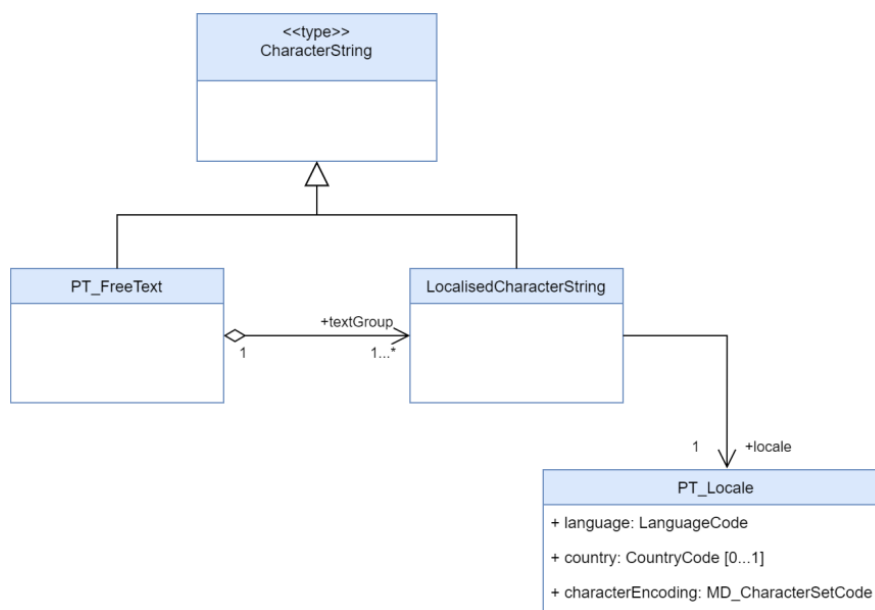 <<type>>
CharacterString
PT_FreeText
LocalisedCharacterString
+textGroup
1
1...*
1
+locale
PT_Locale
+ language: LanguageCode
+ country: CountryCode [0...1]
+ characterEncoding: MD_CharacterSetCode